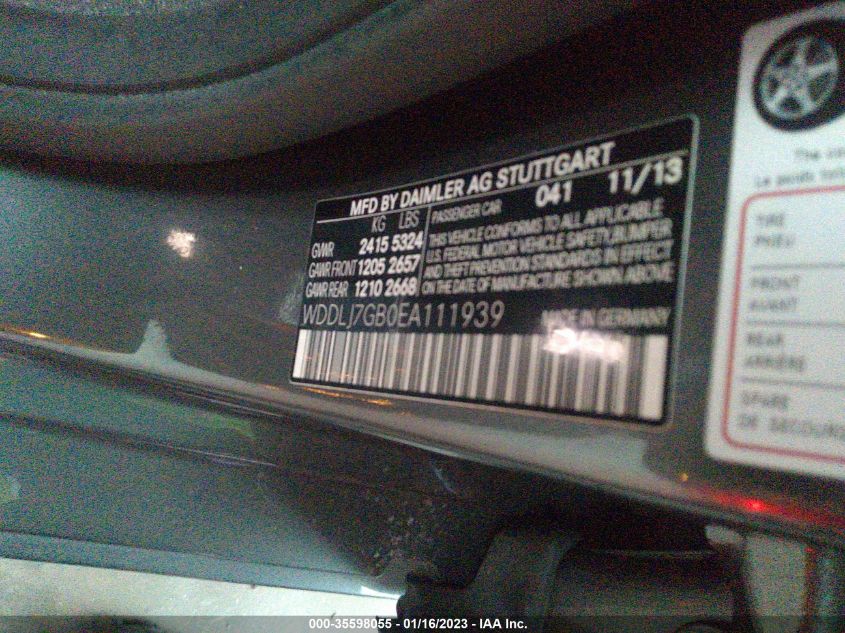 MFD BY DAIMLER AG STUTTGART
KG LBS
GVWR 2415 5324
GAWR FRONT 1205 2657
GAWR REAR 1210 2668
PASSENGER CAR 041 11/13
THIS VEHICLE CONFORMS TO ALL APPLICABLE
U.S. FEDERAL MOTOR VEHICLE SAFETY/BUMPER
AND THEFT PREVENTION STANDARDS IN EFFECT
ON THE DATE OF MANUFACTURE SHOWN ABOVE
WDDLJ7GB0EA111939 MADE IN GERMANY
TIRE
PNEU
FRONT
AVANT
REAR
ARRIÈRE
SPARE
DE SECOURS
000-35598055 - 01/16/2023 - IAA Inc.